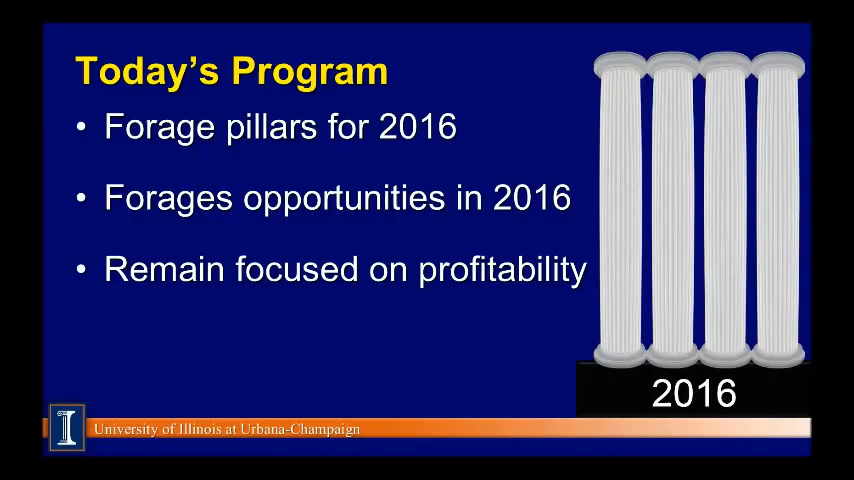 Today's Program
• Forage pillars for 2016
• Forages opportunities in 2016
• Remain focused on profitability
2016
I
University of Illinois at Urbana-Champaign